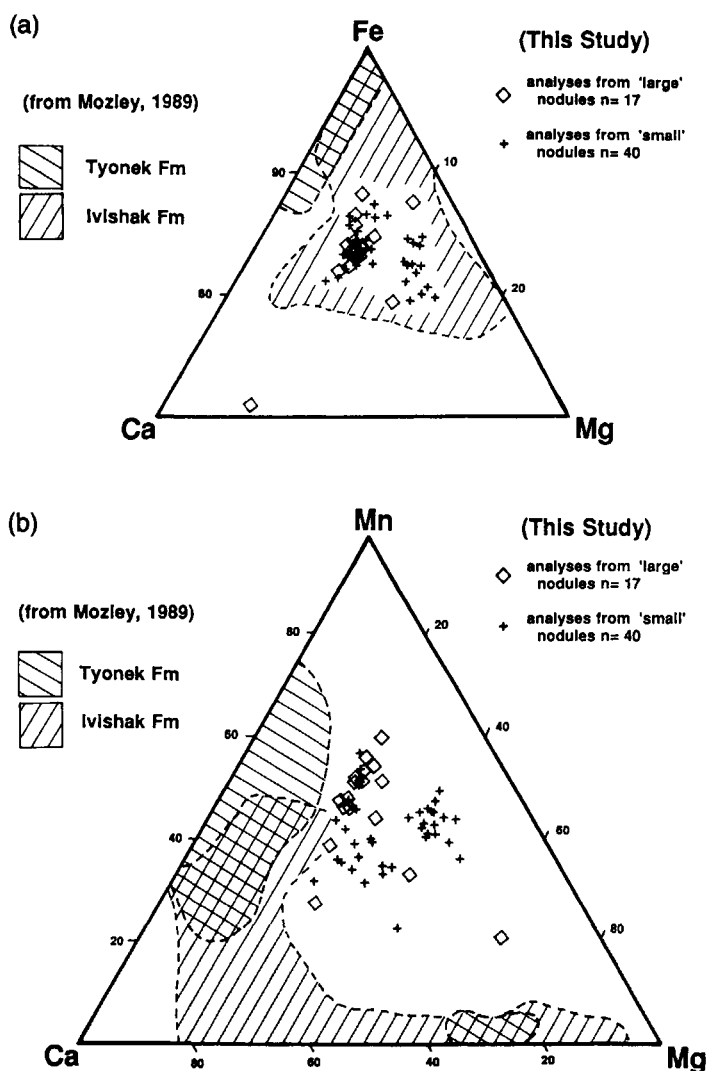 (a)
Fe
(This Study)
analyses from 'large'
nodules n= 17
analyses from 'small'
nodules n= 40
(from Mozley, 1989)
Tyonek Fm
Ivishak Fm
90
10
80
20
Ca
Mg
(b)
Mn
(This Study)
analyses from 'large'
nodules n= 17
analyses from 'small'
nodules n= 40
(from Mozley, 1989)
Tyonek Fm
Ivishak Fm
80
20
60
40
40
60
20
80
Ca
80
60
40
20
Mg